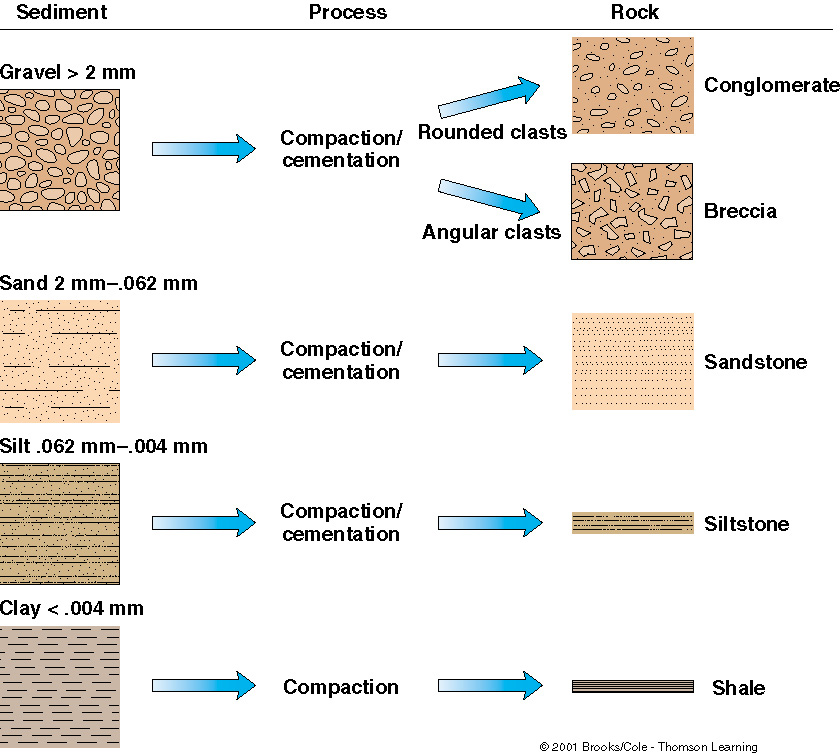 Sediment Process Rock
Gravel > 2 mm
Compaction/
cementation
Rounded clasts
Conglomerate
Angular clasts
Breccia
Sand 2 mm–.062 mm
Compaction/
cementation
Sandstone
Silt .062 mm–.004 mm
Compaction/
cementation
Siltstone
Clay < .004 mm
Compaction
Shale
© 2001 Brooks/Cole - Thomson Learning